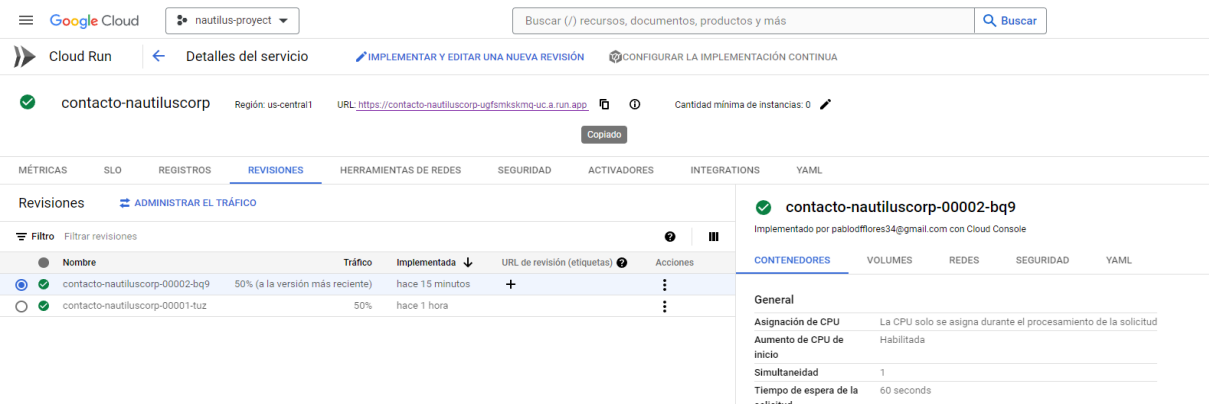 Google Cloud
nautilus-proyect
Buscar (/) recursos, documentos, productos y más
Buscar
Cloud Run
Detalles del servicio
IMPLEMENTAR Y EDITAR UNA NUEVA REVISIÓN
CONFIGURAR LA IMPLEMENTACIÓN CONTINUA
contacto-nautiluscorp
Región: us-central1
URL: https://contacto-nautiluscorp-ugfsmkskmq-uc.a.run.app
Cantidad mínima de instancias: 0
Copiado
MÉTRICAS SLO REGISTROS REVISIONES HERRAMIENTAS DE REDES SEGURIDAD ACTIVADORES INTEGRATIONS YAML
Revisiones
ADMINISTRAR EL TRÁFICO
Filtro Filtrar revisiones
Nombre Tráfico Implementada URL de revisión (etiquetas) Acciones
contacto-nautiluscorp-00002-bq9 50% (a la versión más reciente) hace 15 minutos
contacto-nautiluscorp-00001-tuz 50% hace 1 hora
contacto-nautiluscorp-00002-bq9
Implementado por pablodfflores34@gmail.com con Cloud Console
CONTENEDORES VOLUMES REDES SEGURIDAD YAML
General
Asignación de CPU La CPU solo se asigna durante el procesamiento de la solicitud
Aumento de CPU de Habilitada
inicio
Simultaneidad 1
Tiempo de espera de la 60 seconds
solicitud